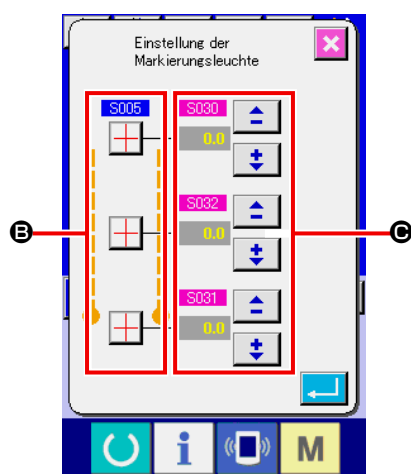 Einstellung der
Markierungsleuchte
S005
S030
0.0
S032
0.0
S031
0.0
B
C
i
M